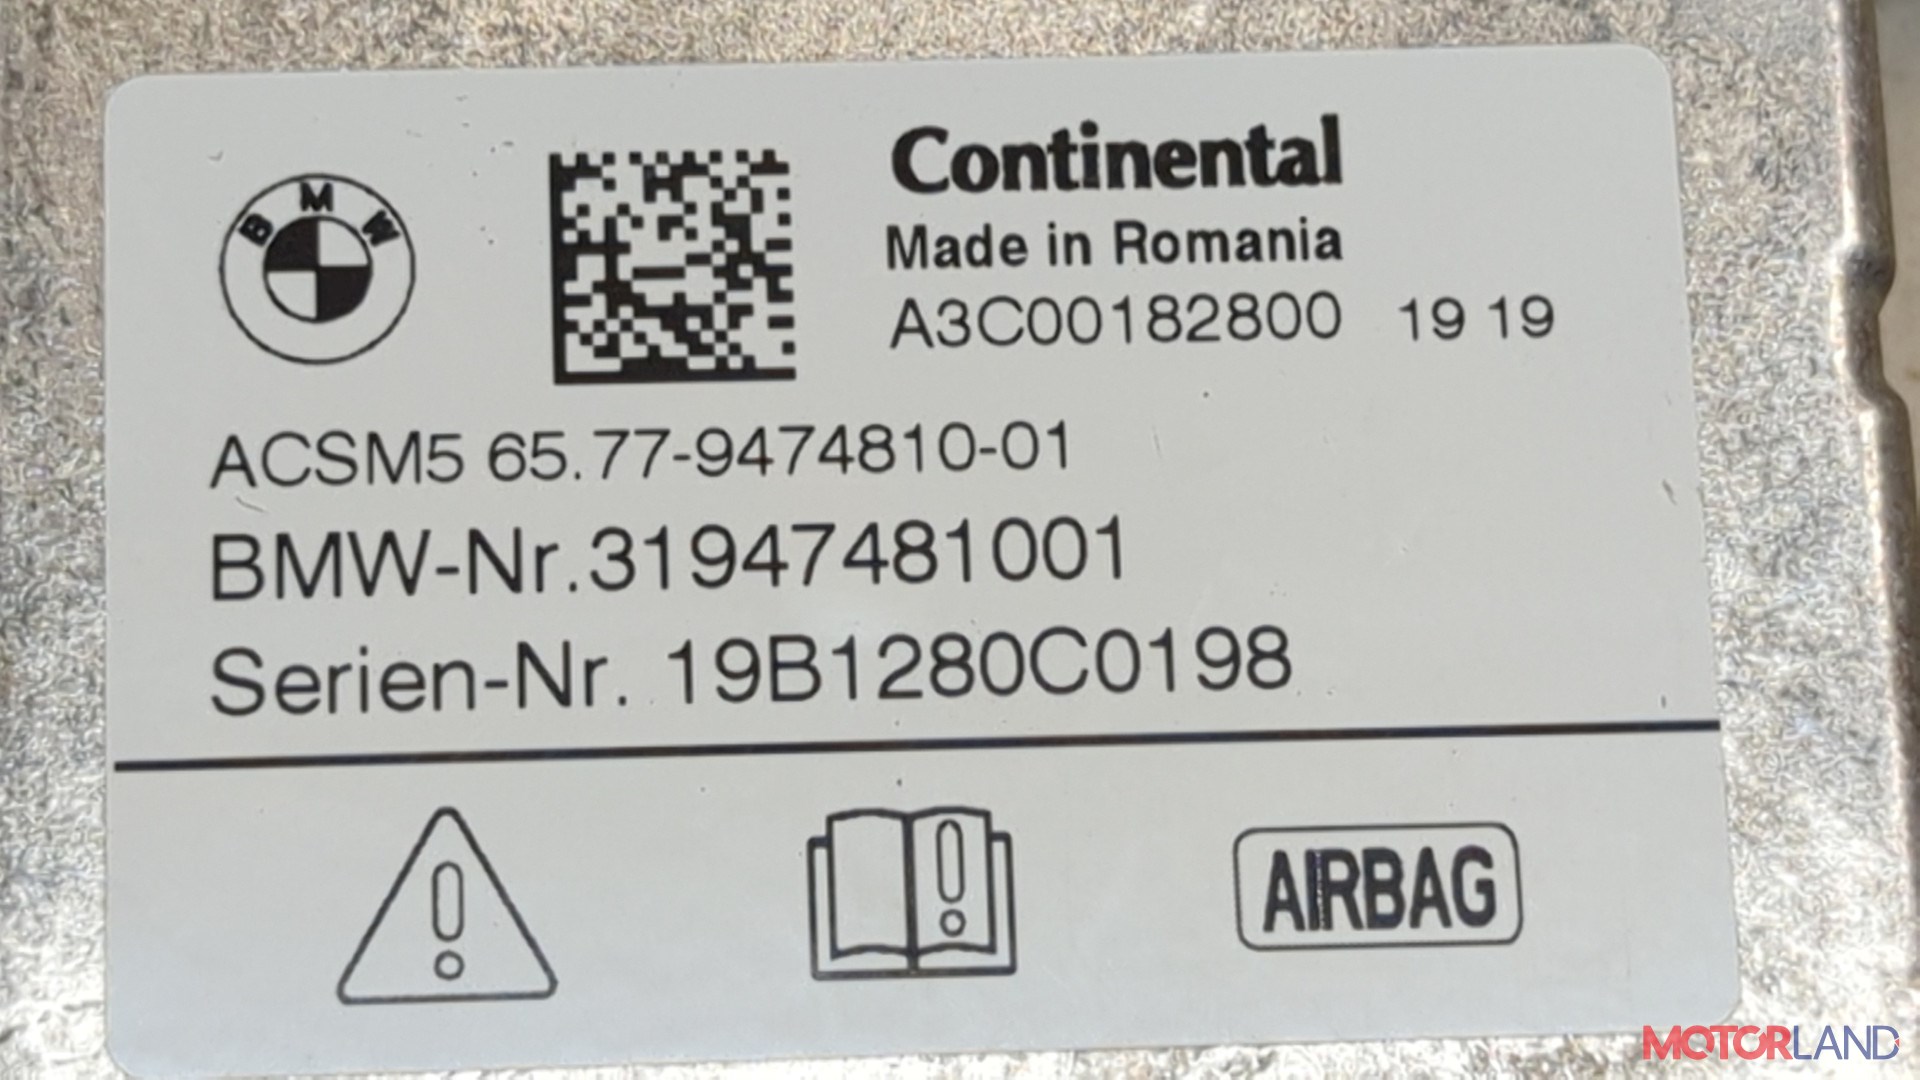 BMW
Continental
Made in Romania
A3C00182800 19 19
ACSM5 65.77-9474810-01
BMW-Nr.31947481001
Serien-Nr. 19B1280C0198
AIRBAG
MOTORLAND